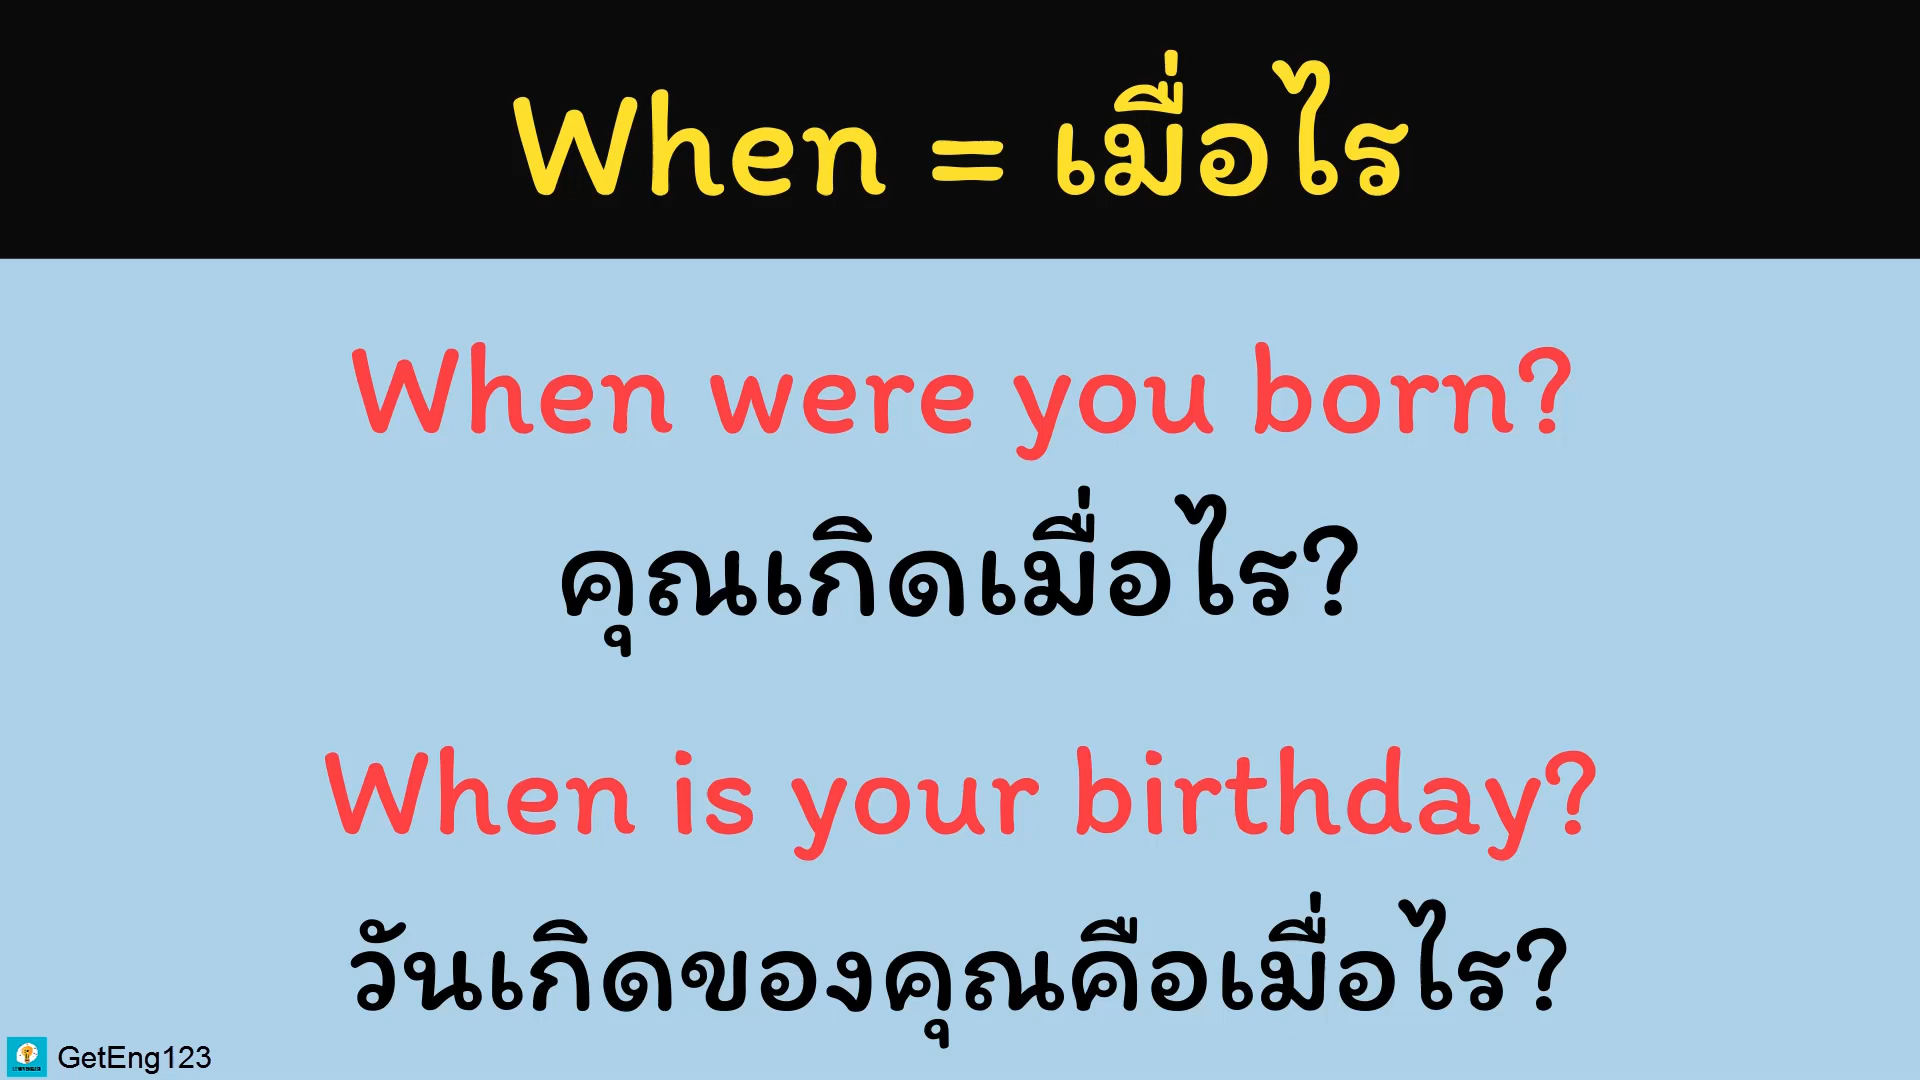 When = เมื่อไร
When were you born?
คุณเกิดเมื่อไร?
When is your birthday?
วันเกิดของคุณคือเมื่อไร?
GetEng123